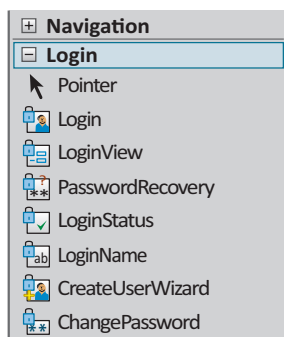 Navigation
Login
Pointer
Login
LoginView
PasswordRecovery
LoginStatus
LoginName
CreateUserWizard
ChangePassword